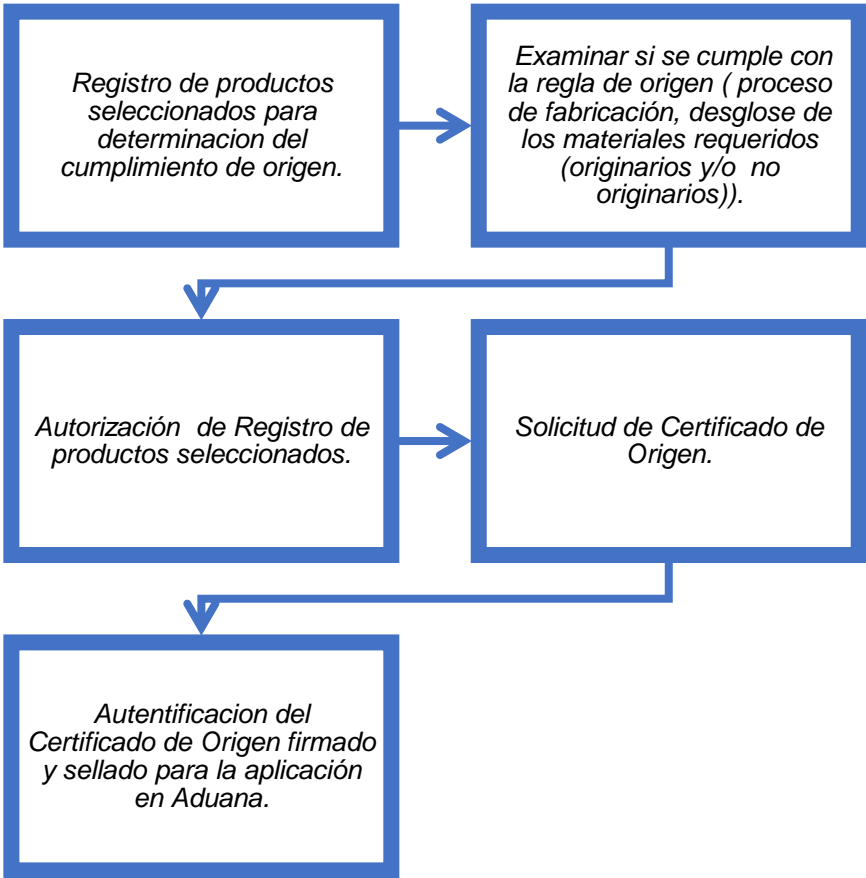 Registro de productos
seleccionados para
determinacion del
cumplimiento de origen.
Examinar si se cumple con
la regla de origen ( proceso
de fabricación, desglose de
los materiales requeridos
(originarios y/o no
originarios)).
Autorización de Registro de
productos seleccionados.
Solicitud de Certificado de
Origen.
Autentificacion del
Certificado de Origen firmado
y sellado para la aplicación
en Aduana.